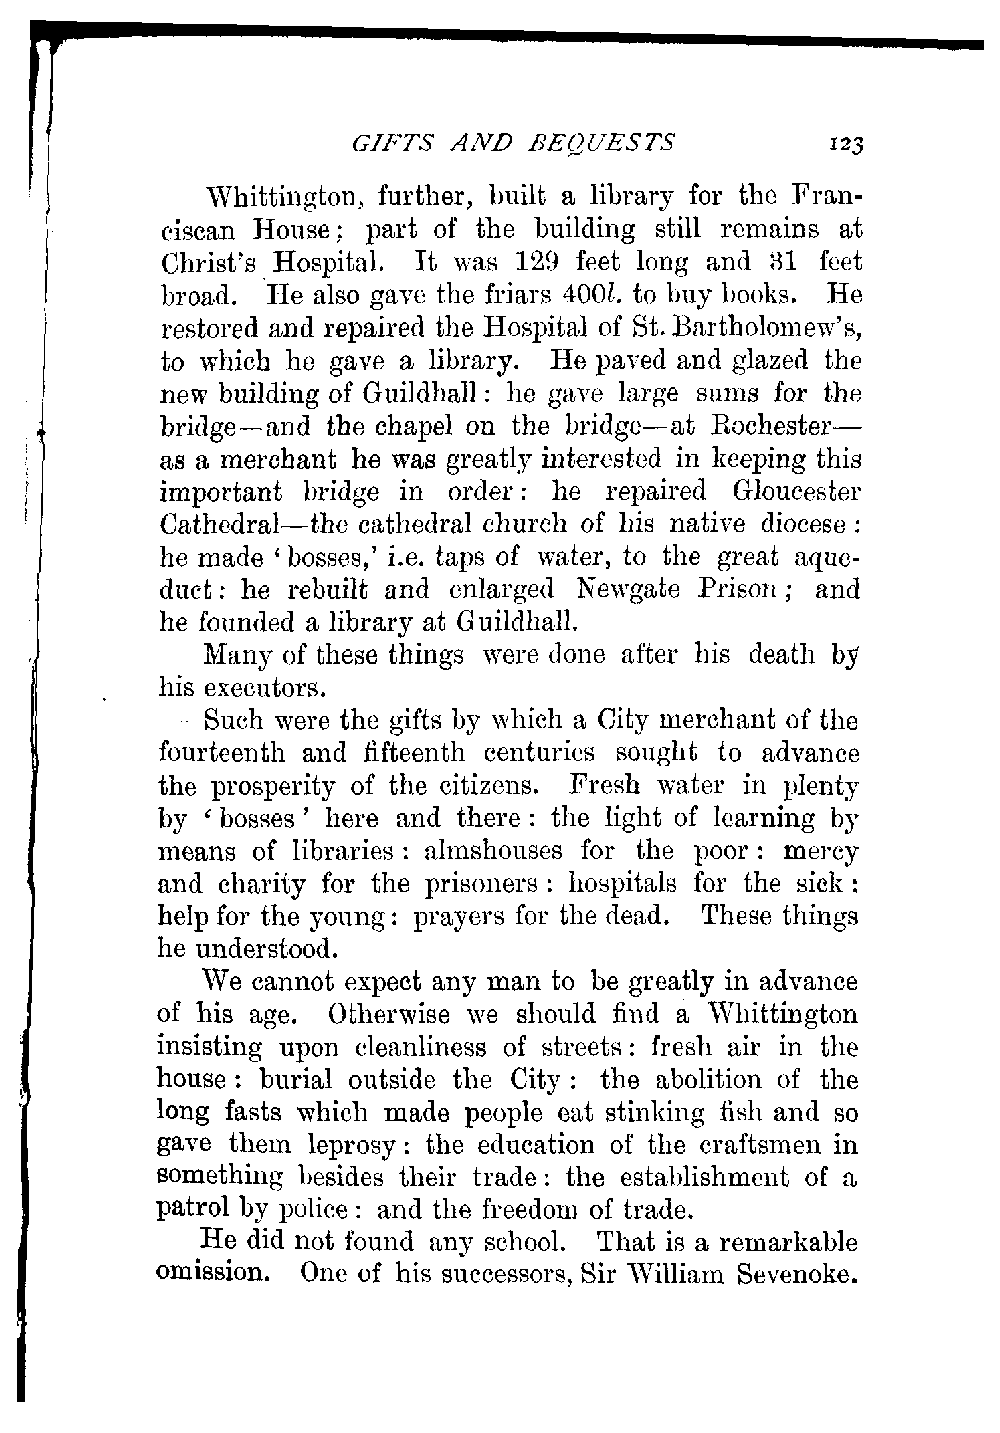 GIFTS AND BEQUESTS 123
Whittington, further, built a library for the Fran-
ciscan House; part of the building still remains at
Christ's Hospital. It was 129 feet long and 31 feet
broad. He also gave the friars 400l. to buy books. He
restored and repaired the Hospital of St. Bartholomew's,
to which he gave a library. He paved and glazed the
new building of Guildhall: he gave large sums for the
bridge—and the chapel on the bridge—at Rochester—
as a merchant he was greatly interested in keeping this
important bridge in order: he repaired Gloucester
Cathedral—the cathedral church of his native diocese:
he made 'bosses,' i.e. taps of water, to the great aque-
duct: he rebuilt and enlarged Newgate Prison; and
he founded a library at Guildhall.
Many of these things were done after his death by
his executors.
Such were the gifts by which a City merchant of the
fourteenth and fifteenth centuries sought to advance
the prosperity of the citizens. Fresh water in plenty
by 'bosses' here and there: the light of learning by
means of libraries: almshouses for the poor: mercy
and charity for the prisoners: hospitals for the sick:
help for the young: prayers for the dead. These things
he understood.
We cannot expect any man to be greatly in advance
of his age. Otherwise we should find a Whittington
insisting upon cleanliness of streets: fresh air in the
house: burial outside the City: the abolition of the
long fasts which made people eat stinking fish and so
gave them leprosy: the education of the craftsmen in
something besides their trade: the establishment of a
patrol by police: and the freedom of trade.
He did not found any school. That is a remarkable
omission. One of his successors, Sir William Sevenoke.